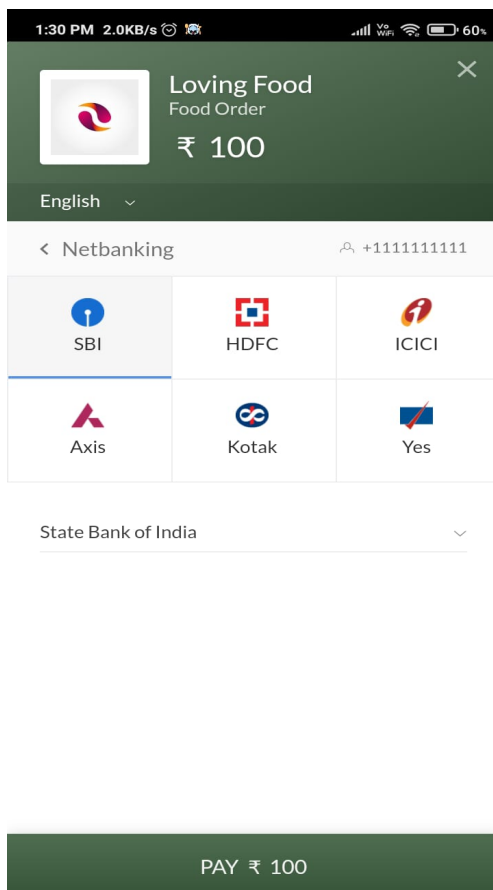 1:30 PM 2.0KB/s Vo WiFi 60%
Loving Food
Food Order
₹ 100
English
Netbanking +1111111111
SBI HDFC ICICI
Axis Kotak Yes
State Bank of India
PAY ₹ 100